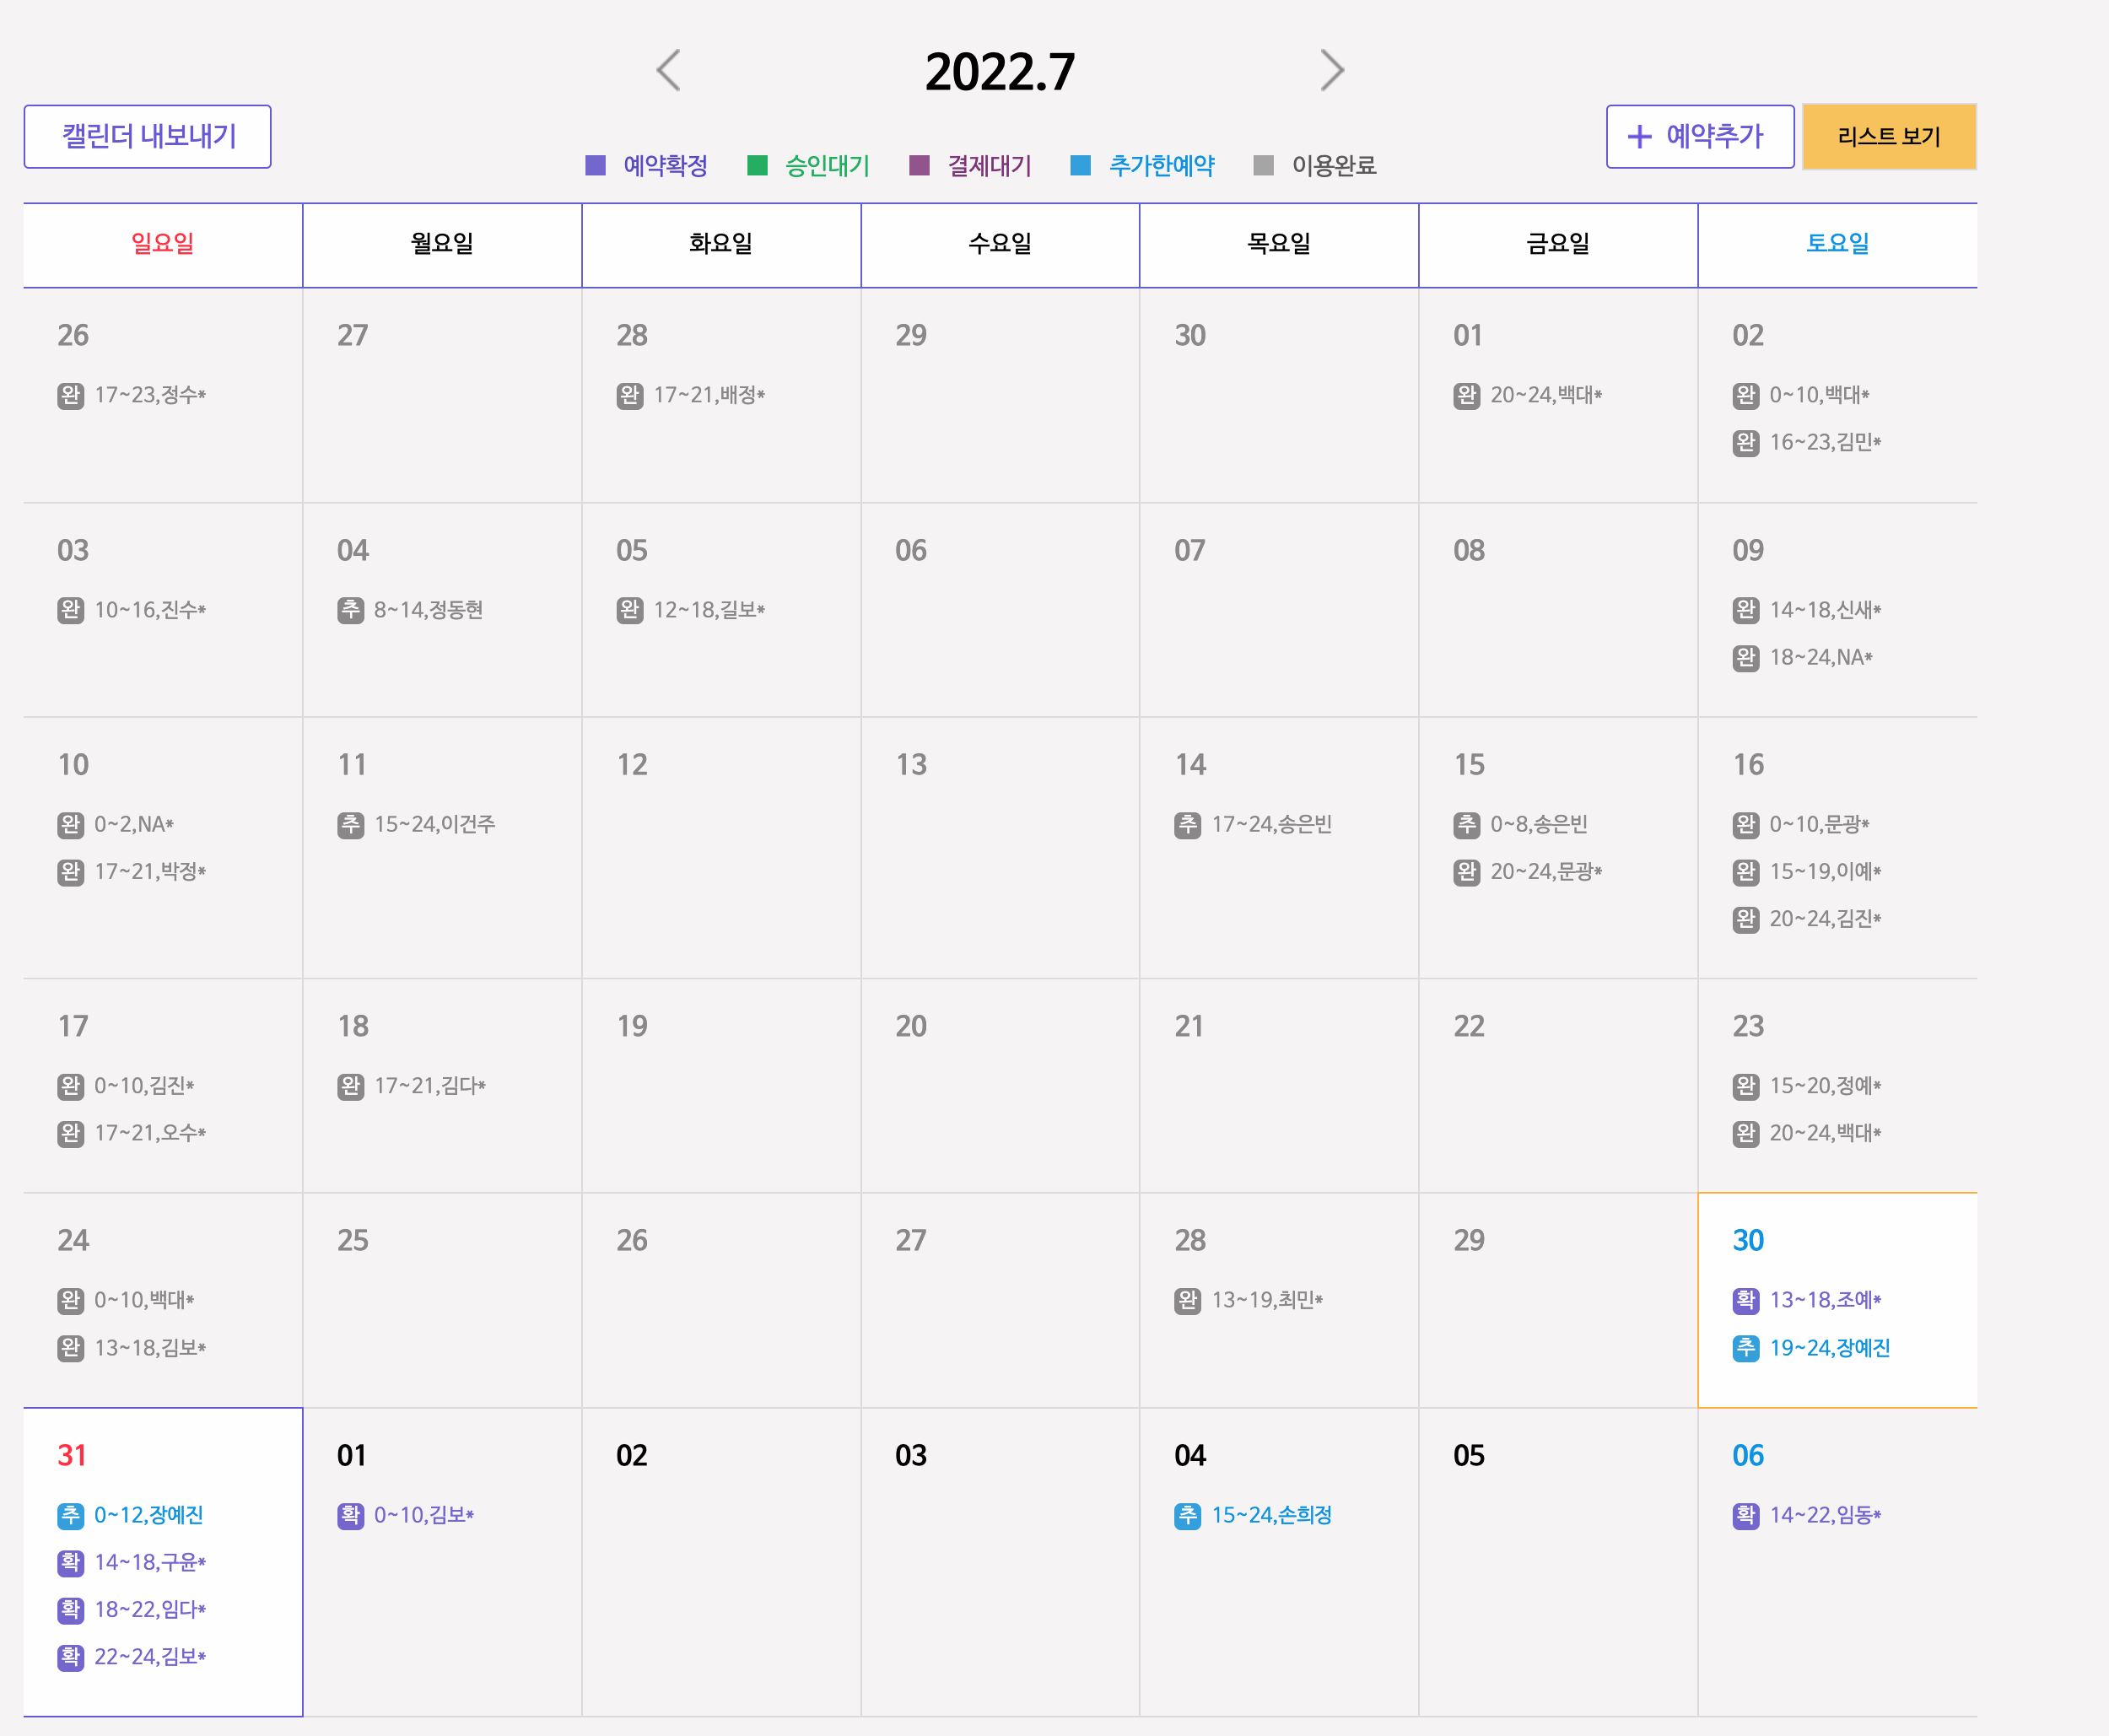 2022.7
캘린더 내보내기
예약확정 승인대기 결제대기 추가한예약 이용완료
+ 예약추가 리스트 보기
일요일 월요일 화요일 수요일 목요일 금요일 토요일
26 27 28 29 30 01 02
완 17~23,정수* 완 17~21,배정* 완 20~24,백대* 완 0~10,백대*
완 16~23,김민*
03 04 05 06 07 08 09
완 10~16,진수* 추 8~14,정동현 완 12~18,길보* 완 14~18,신새*
완 18~24,NA*
10 11 12 13 14 15 16
완 0~2,NA* 추 15~24,이건주 추 17~24,송은빈 추 0~8,송은빈 완 0~10,문광*
완 17~21,박정* 완 20~24,문광* 완 15~19,이예*
완 20~24,김진*
17 18 19 20 21 22 23
완 0~10,김진* 완 17~21,김다* 완 15~20,정예*
완 17~21,오수* 완 20~24,백대*
24 25 26 27 28 29 30
완 0~10,백대* 완 13~19,최민* 확 13~18,조예*
완 13~18,김보* 추 19~24,장예진
31 01 02 03 04 05 06
추 0~12,장예진 확 0~10,김보* 추 15~24,손희정 확 14~22,임동*
확 14~18,구윤*
확 18~22,임다*
확 22~24,김보*